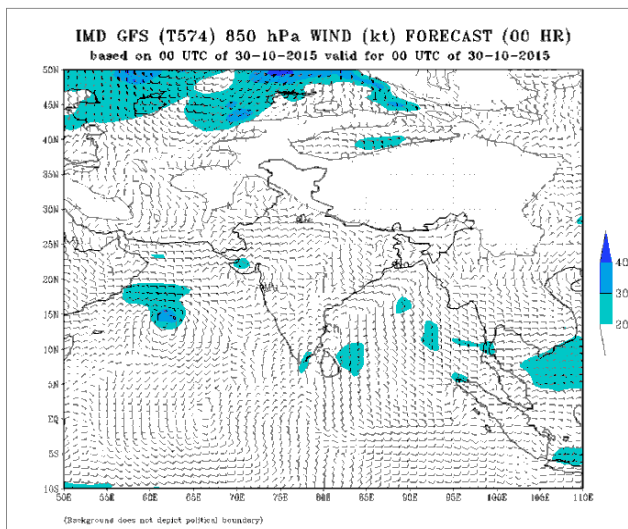 IMD GFS (T574) 850 hPa WIND (kt) FORECAST (00 HR)
based on 00 UTC of 30-10-2015 valid for 00 UTC of 30-10-2015
50N
45N
40N
35N
30N
25N
20N
15N
10N
5N
EQ
5S
10S
50E 55E 60E 65E 70E 75E 80E 85E 90E 95E 100E 105E 110E
40
30
20
(Background does not depict political boundary)